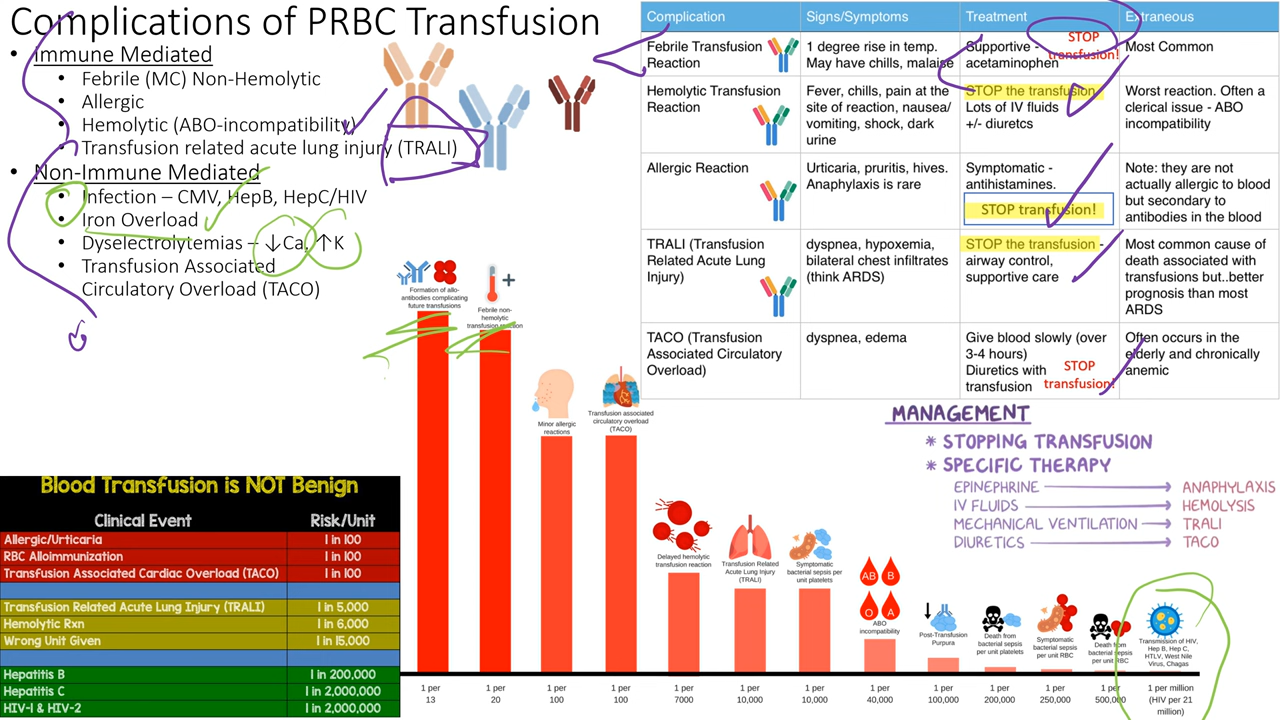 Complications of PRBC Transfusion
• Immune Mediated
• Febrile (MC) Non-Hemolytic
• Allergic
• Hemolytic (ABO-incompatibility)
• Transfusion related acute lung injury (TRALI)
• Non-Immune Mediated
• Infection – CMV, HepB, HepC/HIV
• Iron Overload
• Dyselectrolytemias – ↓Ca, ↑K
• Transfusion Associated
Circulatory Overload (TACO)
Complication Signs/Symptoms Treatment Extraneous
Febrile Transfusion
Reaction
1 degree rise in temp.
May have chills, malaise
Supportive -
acetaminophen
STOP
transfusion!
Most Common
Hemolytic Transfusion
Reaction
Fever, chills, pain at the
site of reaction, nausea/
vomiting, shock, dark
urine
STOP the transfusion
Lots of IV fluids
+/- diuretcs
Worst reaction. Often a
clerical issue - ABO
incompatibility
Allergic Reaction
Urticaria, pruritis, hives.
Anaphylaxis is rare
Symptomatic -
antihistamines.
STOP transfusion!
Note: they are not
actually allergic to blood
but secondary to
antibodies in the blood
TRALI (Transfusion
Related Acute Lung
Injury)
dyspnea, hypoxemia,
bilateral chest infiltrates
(think ARDS)
STOP the transfusion -
airway control,
supportive care
Most common cause of
death associated with
transfusions but..better
prognosis than most
ARDS
TACO (Transfusion
Associated Circulatory
Overload)
dyspnea, edema
Give blood slowly (over
3-4 hours)
Diuretics with
transfusion
STOP
transfusion!
Often occurs in the
elderly and chronically
anemic
MANAGEMENT
* STOPPING TRANSFUSION
* SPECIFIC THERAPY
EPINEPHRINE → ANAPHYLAXIS
IV FLUIDS → HEMOLYSIS
MECHANICAL VENTILATION → TRALI
DIURETICS → TACO
Blood Transfusion is NOT Benign
Clinical Event Risk/Unit
Allergic/Urticaria 1 in 100
RBC Alloimmunization 1 in 100
Transfusion Associated Cardiac Overload (TACO) 1 in 100
Transfusion Related Acute Lung Injury (TRALI) 1 in 5,000
Hemolytic Rxn 1 in 6,000
Wrong Unit Given 1 in 15,000
Hepatitis B 1 in 200,000
Hepatitis C 1 in 2,000,000
HIV-1 & HIV-2 1 in 2,000,000
Formation of allo-
antibodies complicating
future transfusions
Febrile non-
hemolytic
transfusion reaction
Minor allergic
reactions
Transfusion associated
circulatory overload
(TACO)
Delayed hemolytic
transfusion reaction
Transfusion Related
Acute Lung Injury
(TRALI)
Symptomatic
bacterial sepsis per
unit platelets
AB B
O A
ABO
incompatibility
Post-Transfusion
Purpura
Death from
bacterial sepsis
per unit platelets
Symptomatic
bacterial sepsis
per unit RBC
Death from
bacterial sepsis
per unit RBC
Transmission of HIV,
Hep B, Hep C,
HTLV, West Nile
Virus, Chagas
1 per
13
1 per
20
1 per
100
1 per
100
1 per
7000
1 per
10,000
1 per
10,000
1 per
40,000
1 per
100,000
1 per
200,000
1 per
250,000
1 per
500,000
1 per million
(HIV per 21
million)